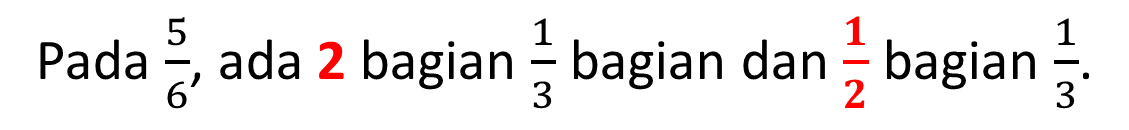 Pada 5/6, ada 2 bagian 1/3 bagian dan 1/2 bagian 1/3.